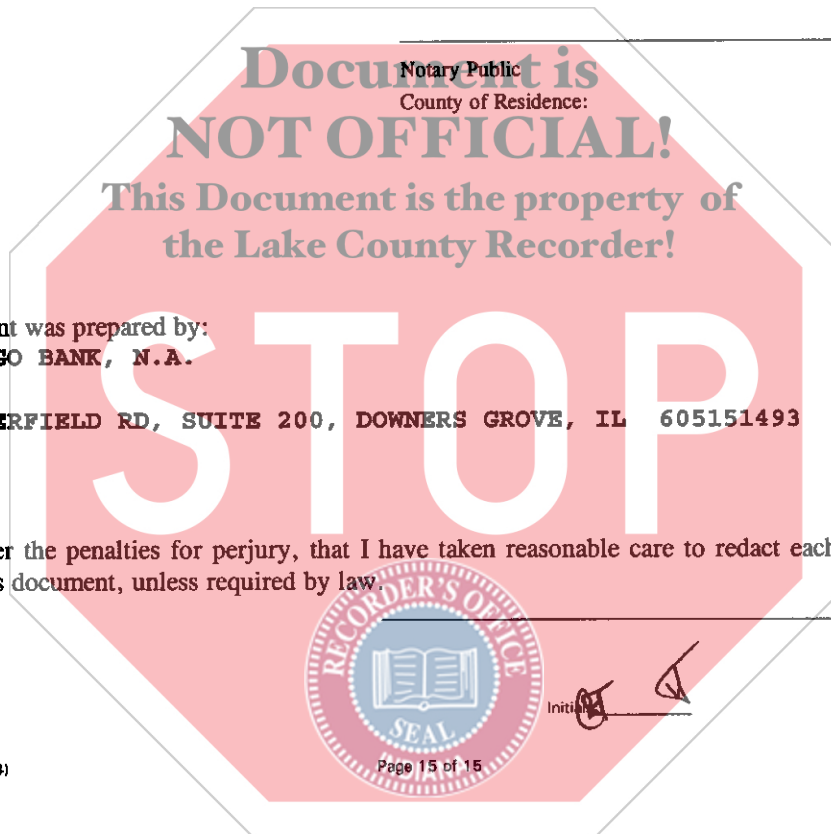 Document is
Notary Public
County of Residence:
NOT OFFICIAL!
This Document is the property of
the Lake County Recorder!
STOP
nt was prepared by:
GO BANK, N.A.
ERFIELD RD, SUITE 200, DOWNERS GROVE, IL 605151493
er the penalties for perjury, that I have taken reasonable care to redact each
s document, unless required by law.
RECORDER'S OFFICE
SEAL
INDIANA
Initials
Page 15 of 15